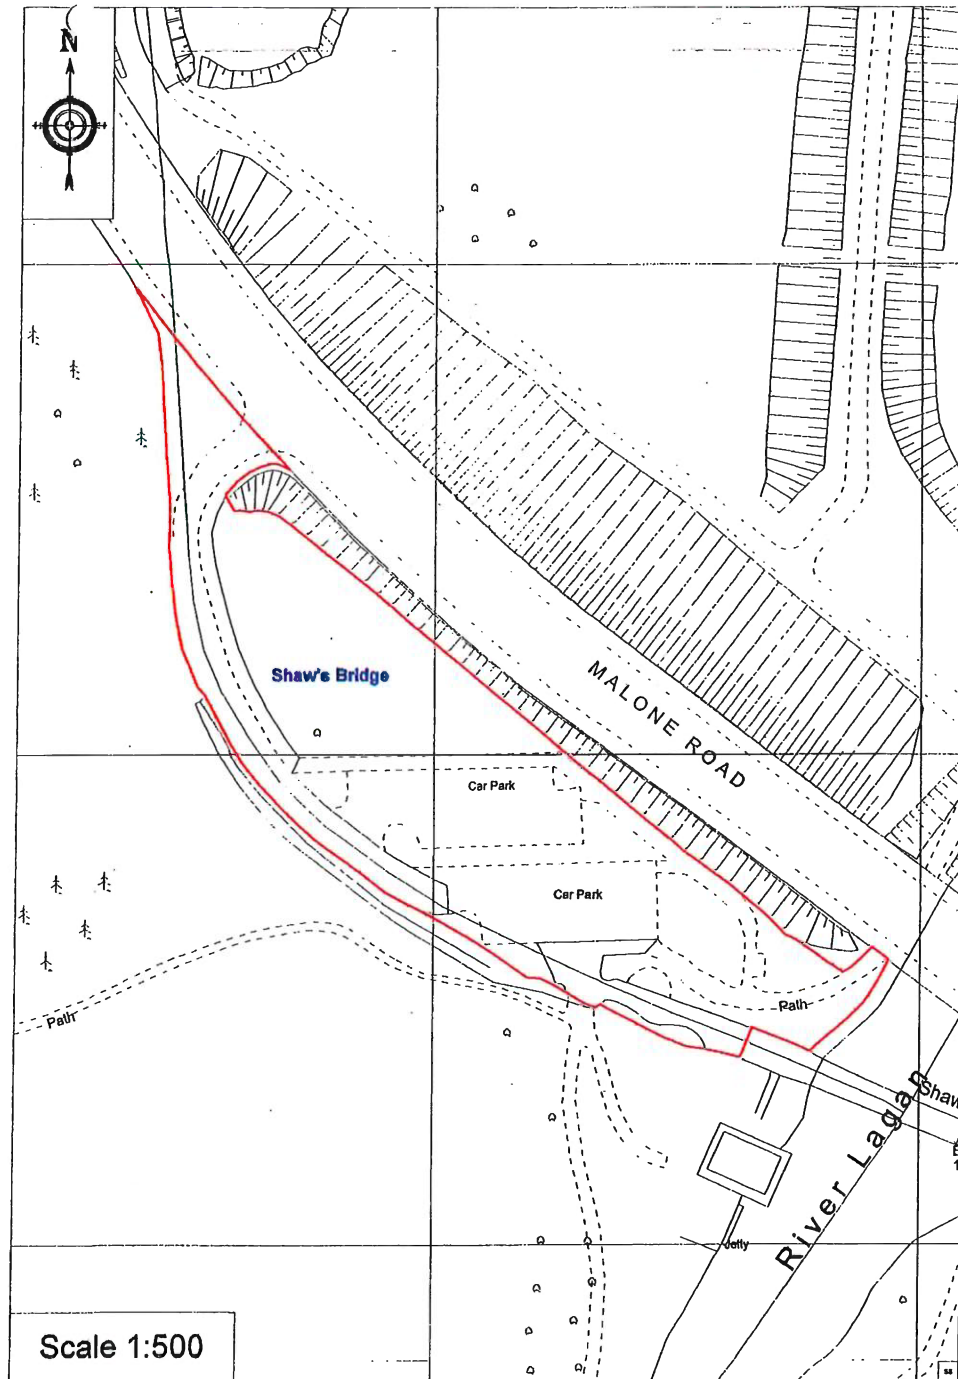 N
MALONE ROAD
Shaw's Bridge
Car Park
Car Park
Path
Path
River Lagan
Shaw
Jetty
Scale 1:500